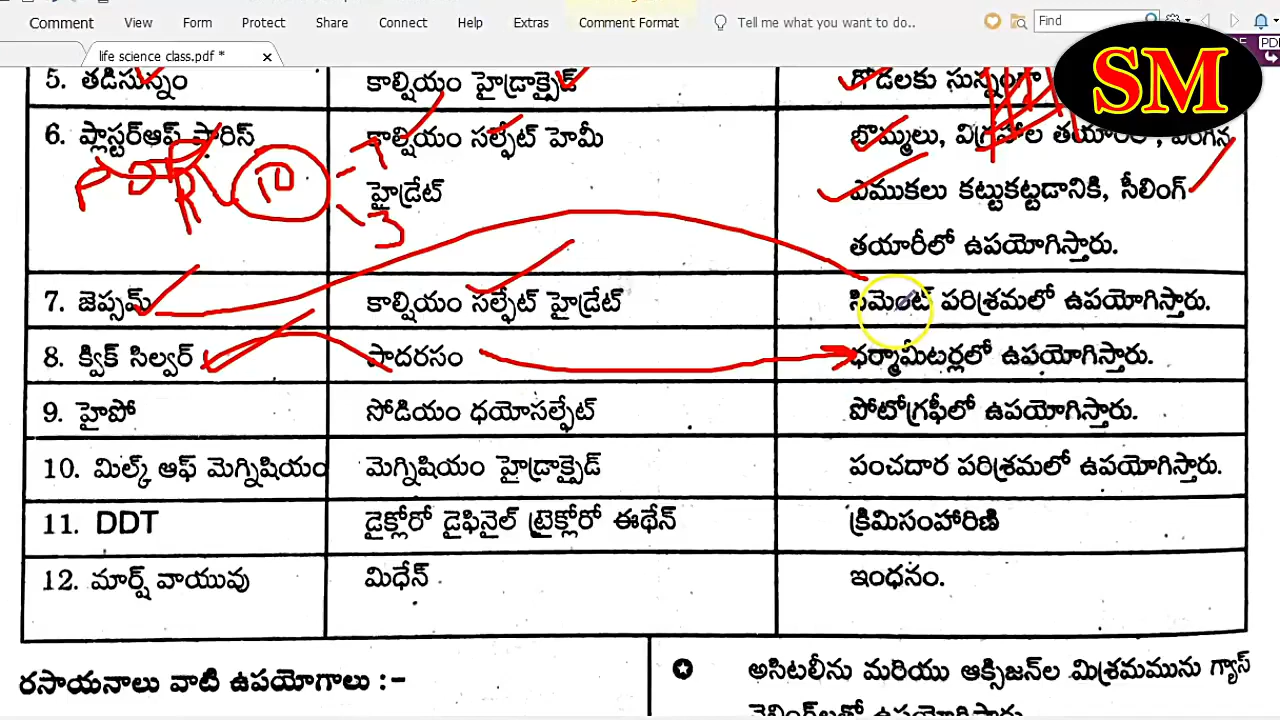 Comment View Form Protect Share Connect Help Extras Comment Format Tell me what you want to do.. Find
life science class.pdf *
SM
5. తడిసున్నం కాల్షియం హైడ్రాక్సైడ్ గోడలకు సున్నంగా
6. ప్లాస్టర్ఆఫ్ పారిస్ కాల్షియం సల్ఫేట్ హెమీ బొమ్మలు, విగ్రహాల తయారీలో, విరిగిన
హైడ్రేట్ ఎముకలు కట్టుకట్టడానికి, సీలింగ్
తయారీలో ఉపయోగిస్తారు.
7. జెప్సమ్ కాల్షియం సల్ఫేట్ హైడ్రేట్ సిమెంట్ పరిశ్రమలో ఉపయోగిస్తారు.
8. క్విక్ సిల్వర్ పాదరసం థర్మామీటర్లలో ఉపయోగిస్తారు.
9. హైపో సోడియం ధయోసల్ఫేట్ ఫోటోగ్రఫీలో ఉపయోగిస్తారు.
10. మిల్క్ ఆఫ్ మెగ్నిషియం మెగ్నిషియం హైడ్రాక్సైడ్ పంచదార పరిశ్రమలో ఉపయోగిస్తారు.
11. DDT డైక్లోరో డైఫినైల్ ట్రైక్లోరో ఈథేన్ క్రిమిసంహారిణి
12. మార్ష్ వాయువు మిధేన్ ఇంధనం.
రసాయనాలు వాటి ఉపయోగాలు :- అసిటలీను మరియు ఆక్సిజన్‌ల మిశ్రమమును గ్యాస్